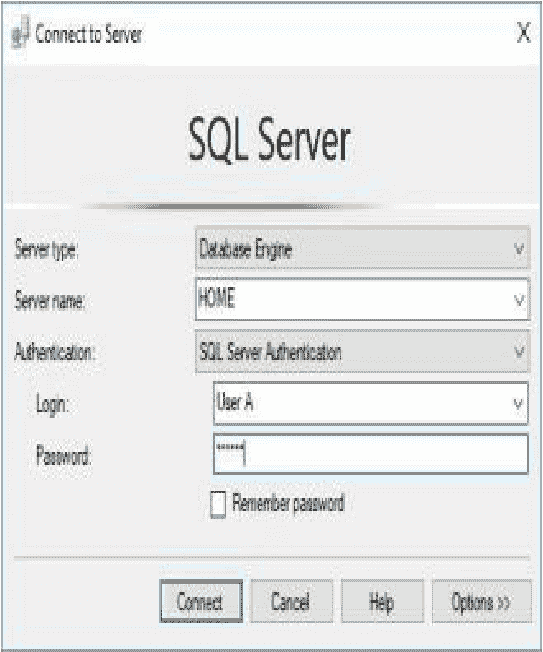 Connect to Server X
SQL Server
Server type: Database Engine
Server name: HOME
Authentication: SQL Server Authentication
Login: User A
Password: ******
Remember password
Connect Cancel Help Options >>